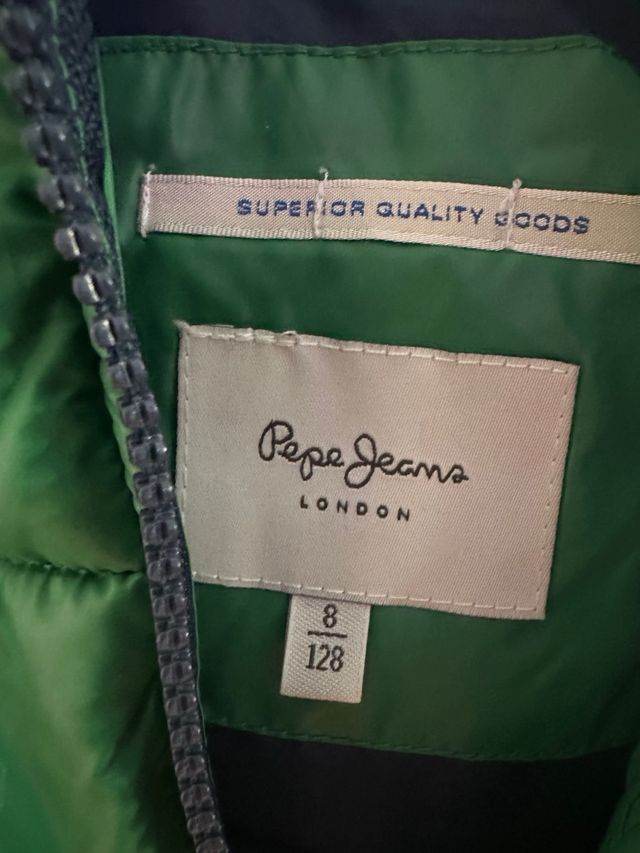 SUPERIOR QUALITY GOODS
Pepe Jeans
LONDON
8
128